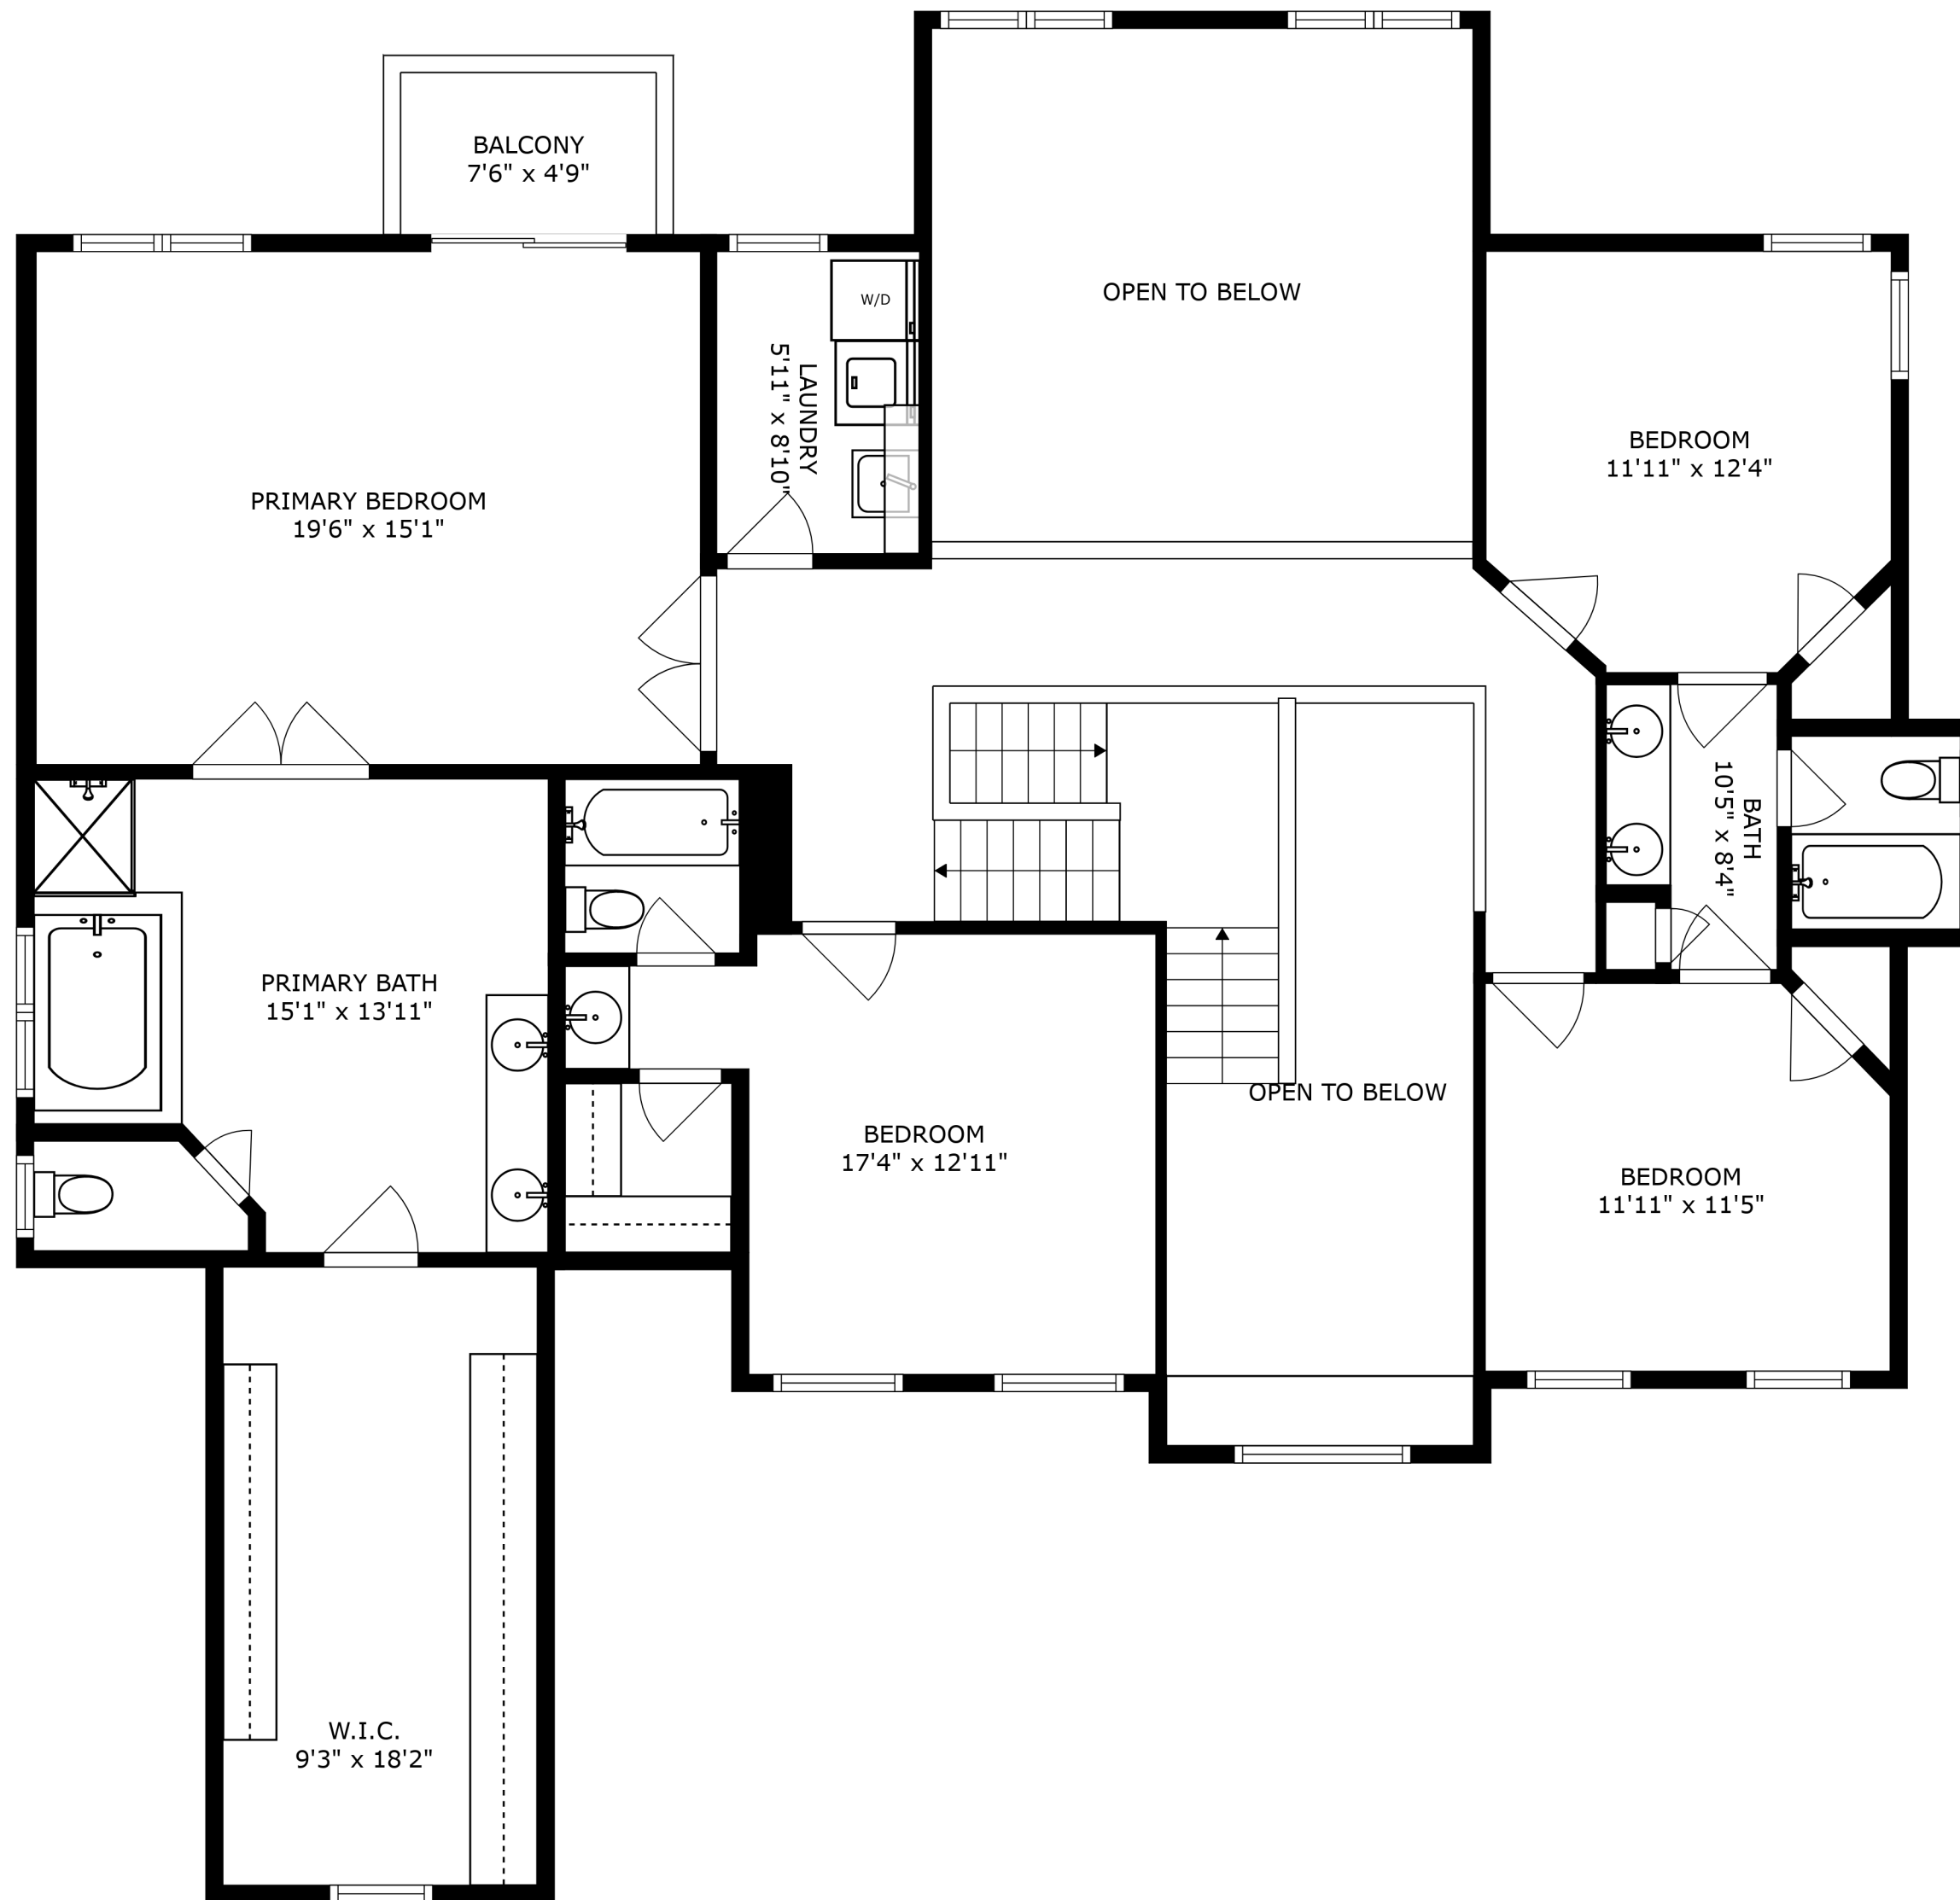 BALCONY
7'6" x 4'9"
OPEN TO BELOW
W/D
LAUNDRY
5'11" x 8'10"
BEDROOM
11'11" x 12'4"
PRIMARY BEDROOM
19'6" x 15'1"
BATH
10'5" x 8'4"
PRIMARY BATH
15'1" x 13'11"
OPEN TO BELOW
BEDROOM
17'4" x 12'11"
BEDROOM
11'11" x 11'5"
W.I.C.
9'3" x 18'2"